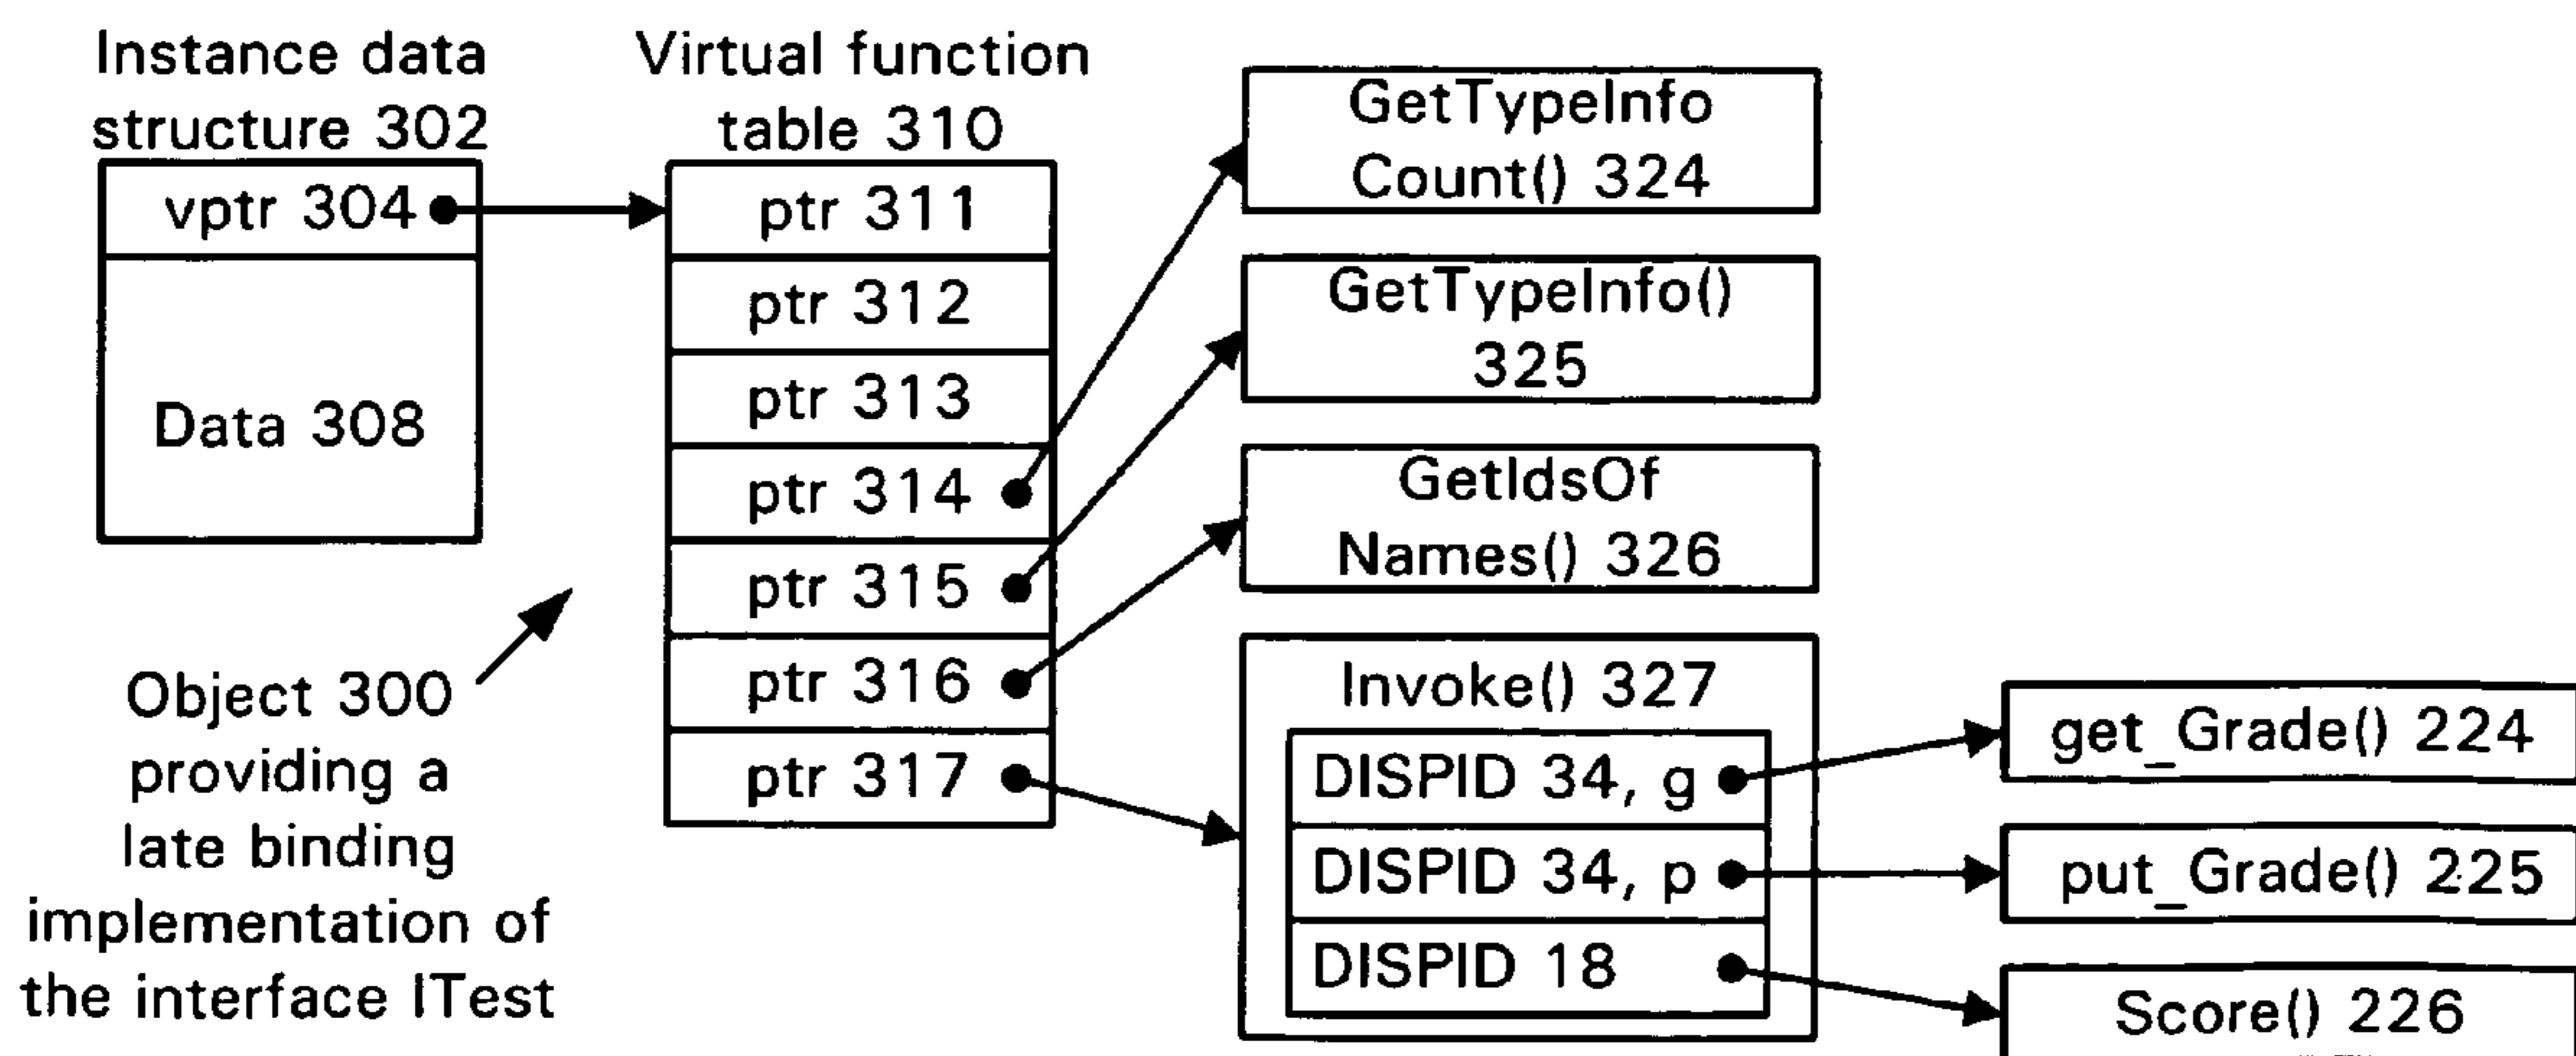 Instance data
structure 302
vptr 304
Data 308
Object 300
providing a
late binding
implementation of
the interface ITest
Virtual function
table 310
ptr 311
ptr 312
ptr 313
ptr 314
ptr 315
ptr 316
ptr 317
GetTypeInfo
Count() 324
GetTypeInfo()
325
GetIdsOf
Names() 326
Invoke() 327
DISPID 34, g
DISPID 34, p
DISPID 18
get_Grade() 224
put_Grade() 225
Score() 226